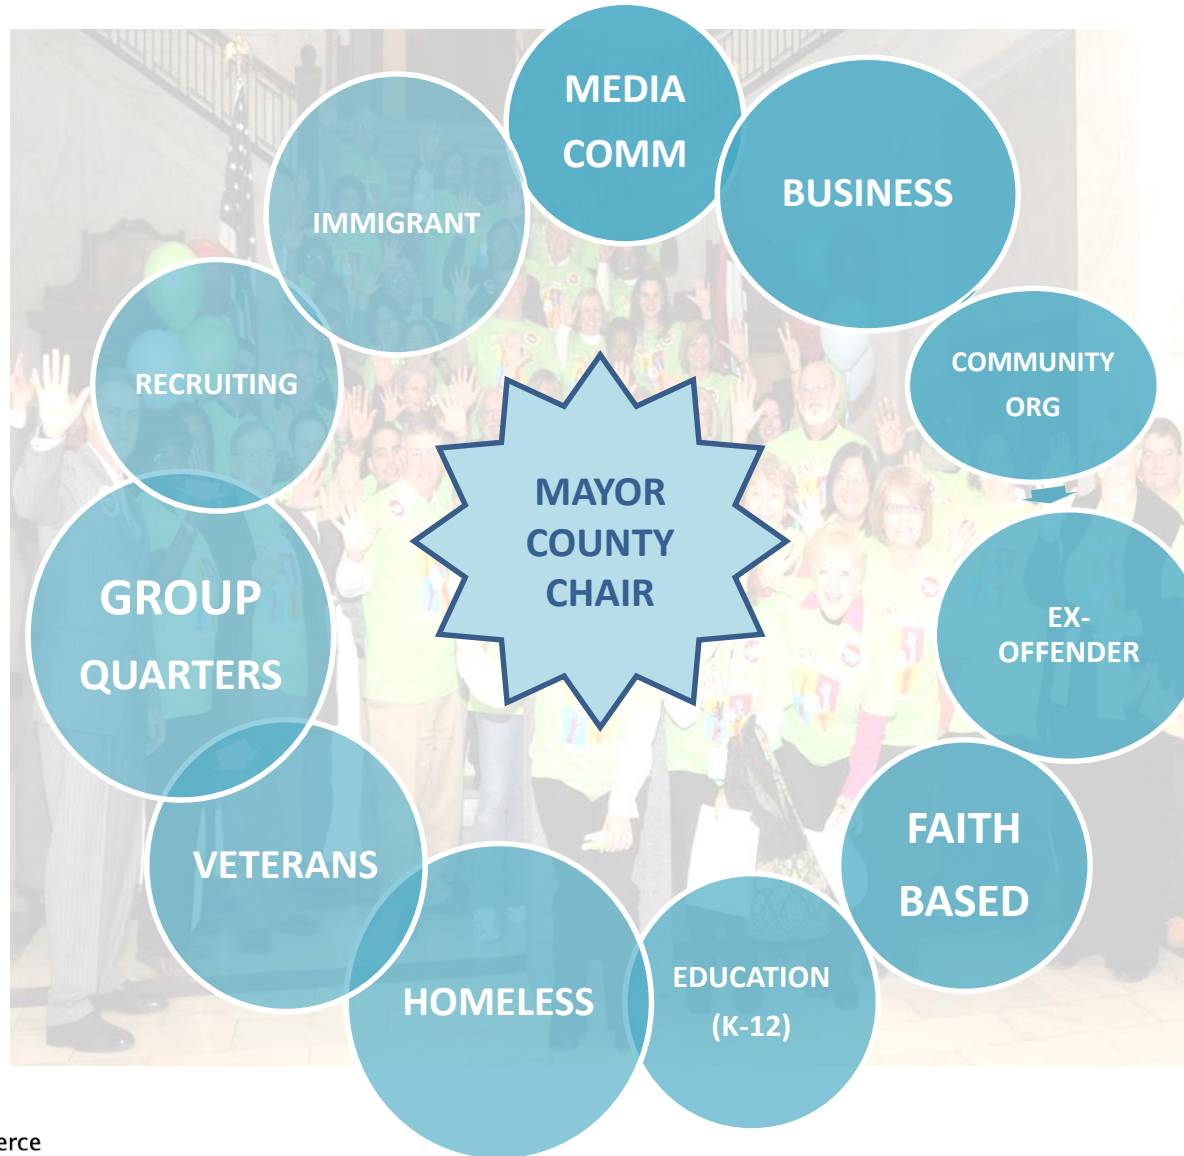 MEDIA
COMM
BUSINESS
IMMIGRANT
COMMUNITY
ORG
RECRUITING
MAYOR
COUNTY
CHAIR
GROUP
QUARTERS
EX-
OFFENDER
FAITH
BASED
VETERANS
HOMELESS
EDUCATION
(K-12)
erce